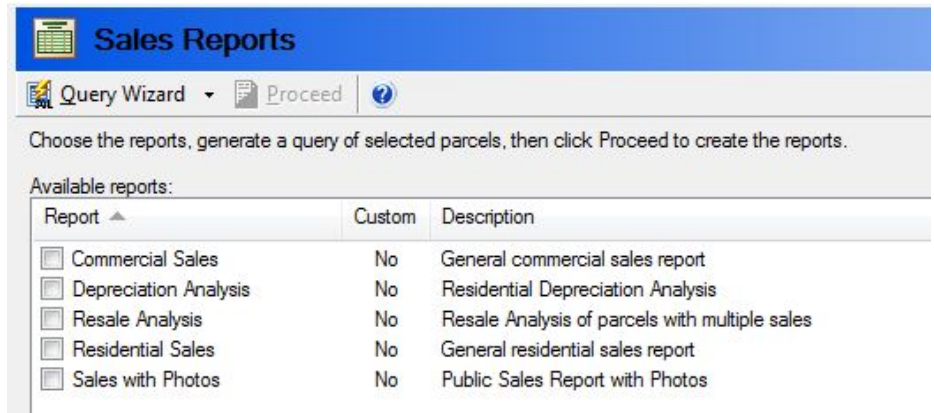 Sales Reports
SQL Query Wizard Proceed
Choose the reports, generate a query of selected parcels, then click Proceed to create the reports.
Available reports:
Report Custom Description
Commercial Sales No General commercial sales report
Depreciation Analysis No Residential Depreciation Analysis
Resale Analysis No Resale Analysis of parcels with multiple sales
Residential Sales No General residential sales report
Sales with Photos No Public Sales Report with Photos